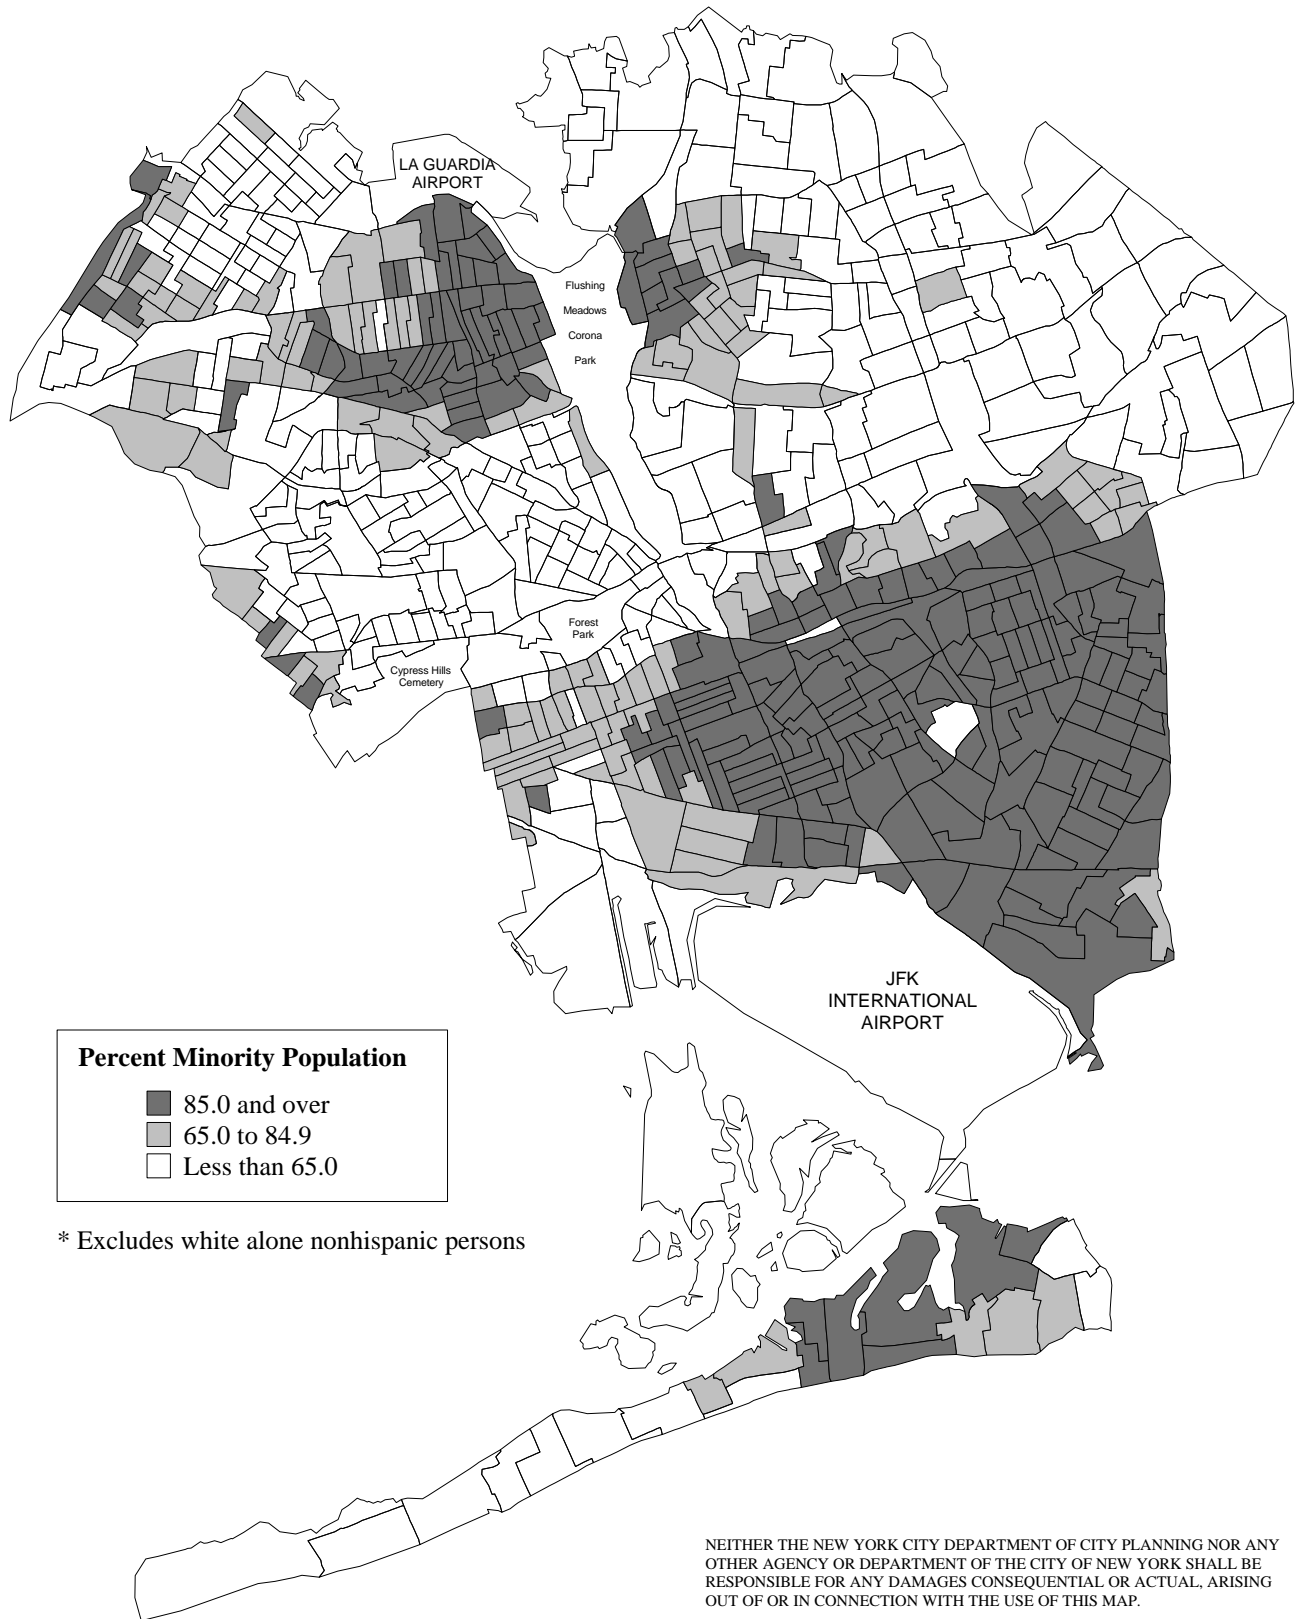 LA GUARDIA
AIRPORT
Flushing
Meadows
Corona
Park
Forest
Park
Cypress Hills
Cemetery
JFK
INTERNATIONAL
AIRPORT
Percent Minority Population
85.0 and over
65.0 to 84.9
Less than 65.0
* Excludes white alone nonhispanic persons
NEITHER THE NEW YORK CITY DEPARTMENT OF CITY PLANNING NOR ANY
OTHER AGENCY OR DEPARTMENT OF THE CITY OF NEW YORK SHALL BE
RESPONSIBLE FOR ANY DAMAGES CONSEQUENTIAL OR ACTUAL, ARISING
OUT OF OR IN CONNECTION WITH THE USE OF THIS MAP.